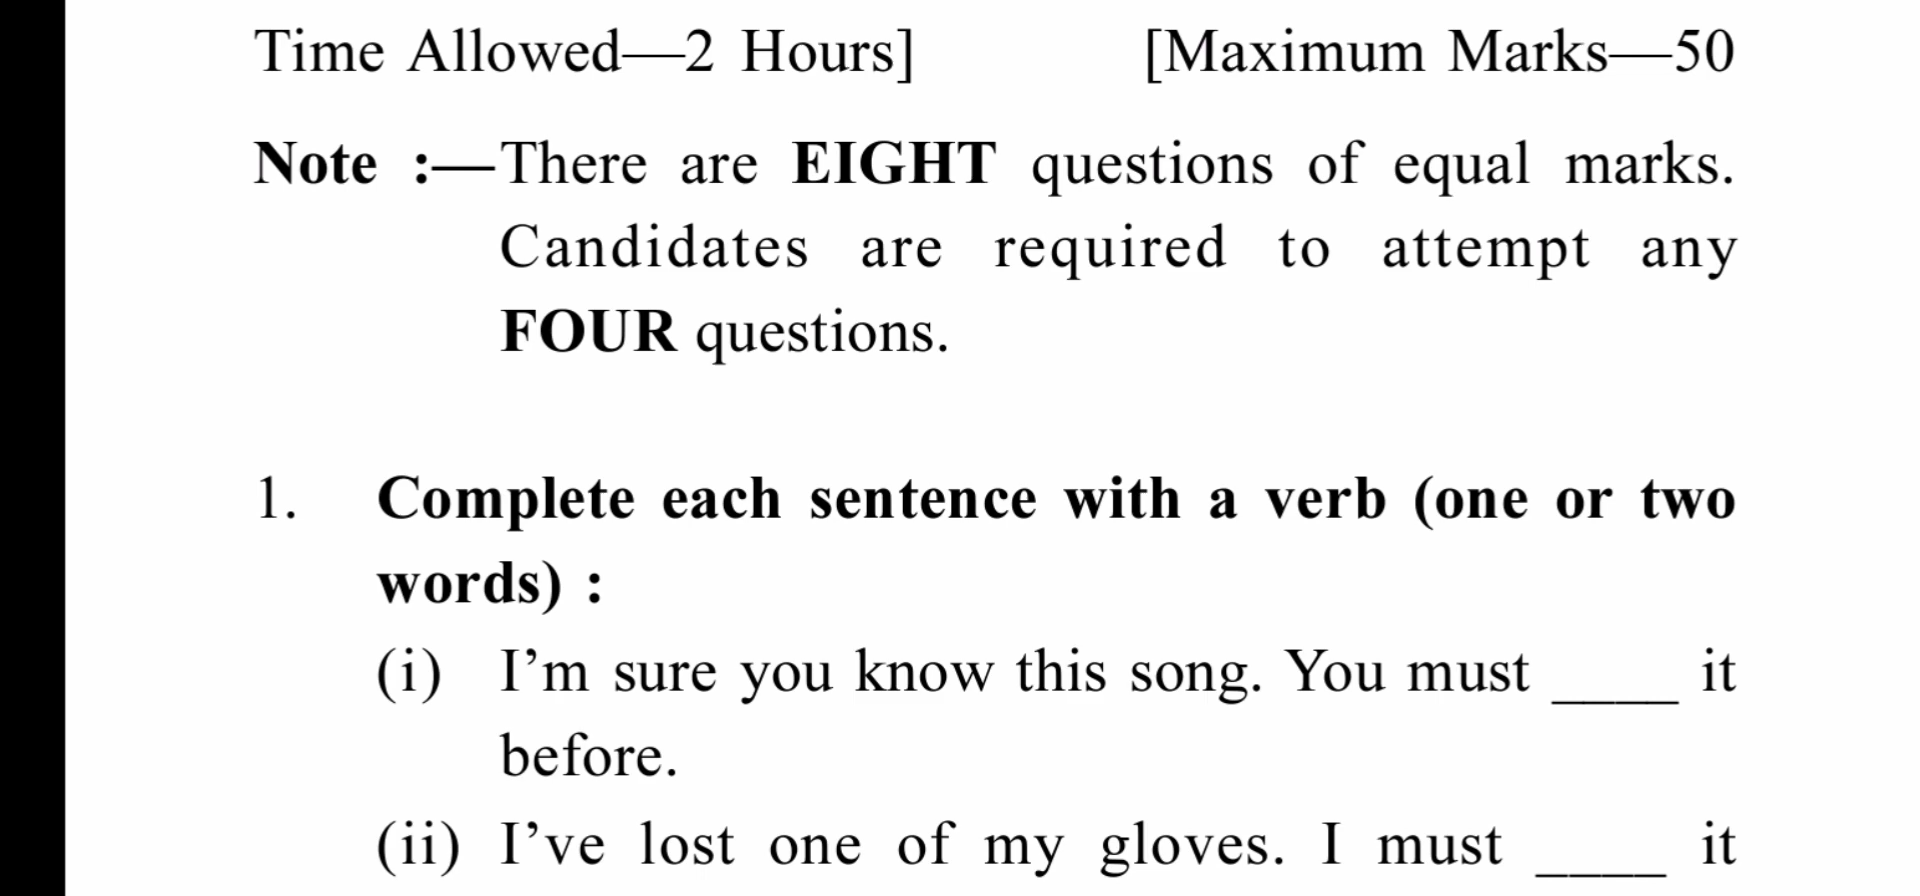 Time Allowed—2 Hours] [Maximum Marks—50
Note :—There are EIGHT questions of equal marks.
Candidates are required to attempt any
FOUR questions.
1. Complete each sentence with a verb (one or two
words) :
(i) I’m sure you know this song. You must ____ it
before.
(ii) I’ve lost one of my gloves. I must ____ it